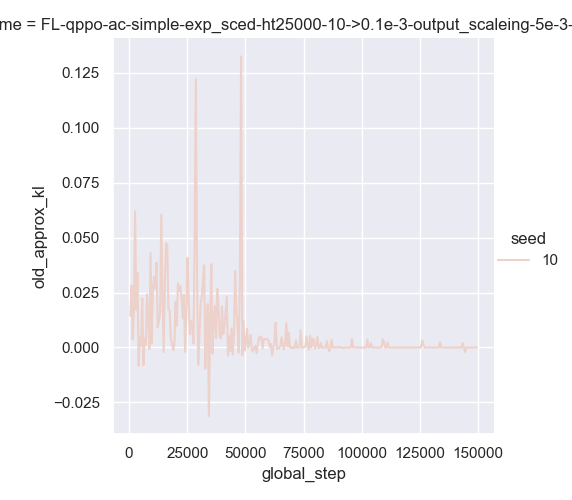 me = FL-qppo-ac-simple-exp_sced-ht25000-10->0.1e-3-output_scaleing-5e-3-
0.125
0.100
0.075
0.050
0.025
0.000
−0.025
old_approx_kl
0 25000 50000 75000 100000 125000 150000
global_step
seed
10